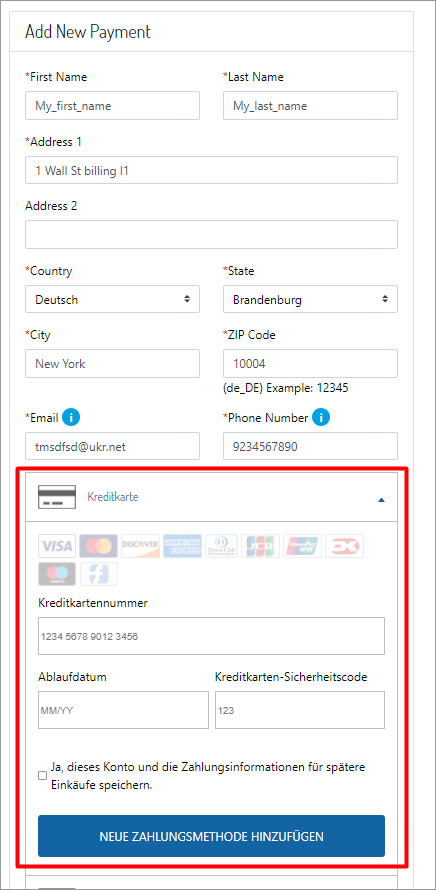 Add New Payment
*First Name *Last Name
My_first_name My_last_name
*Address 1
1 Wall St billing l1
Address 2
*Country *State
Deutsch Brandenburg
*City *ZIP Code
New York 10004
(de_DE) Example: 12345
*Email i *Phone Number i
tmsdfsd@ukr.net 9234567890
Kreditkarte
VISA DISCOVER AMERICAN EXPRESS Diners Club JCB UnionPay
Kreditkartennummer
1234 5678 9012 3456
Ablaufdatum Kreditkarten-Sicherheitscode
MM/YY 123
Ja, dieses Konto und die Zahlungsinformationen für spätere
Einkäufe speichern.
NEUE ZAHLUNGSMETHODE HINZUFÜGEN